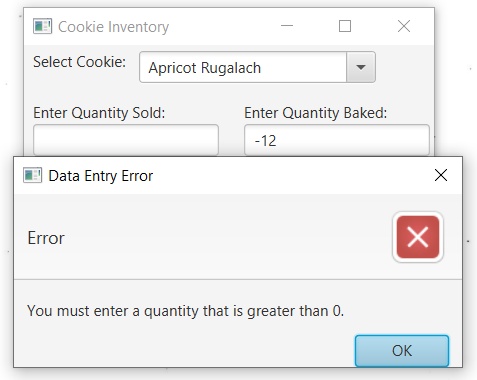 Cookie Inventory
Select Cookie:
Apricot Rugalach
Enter Quantity Sold:
Enter Quantity Baked:
-12
Data Entry Error
Error
You must enter a quantity that is greater than 0.
OK